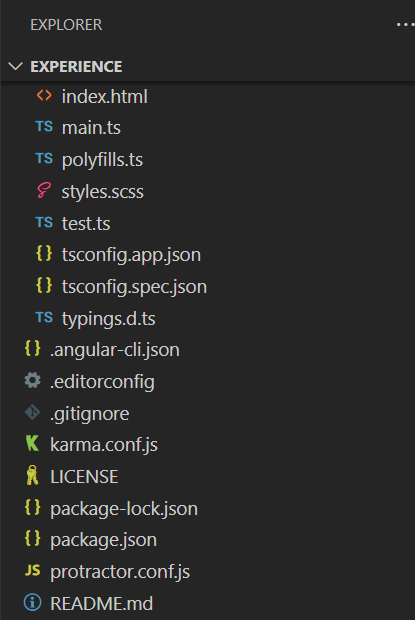 EXPLORER
EXPERIENCE
index.html
TS main.ts
TS polyfills.ts
styles.scss
TS test.ts
{} tsconfig.app.json
{} tsconfig.spec.json
TS typings.d.ts
{} .angular-cli.json
.editorconfig
.gitignore
karma.conf.js
LICENSE
{} package-lock.json
{} package.json
JS protractor.conf.js
README.md